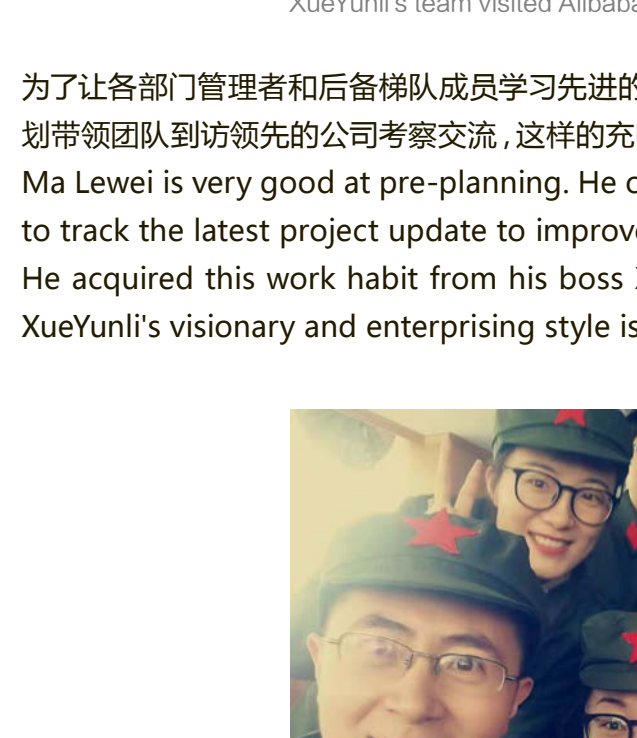 XueYunli's team visited Alibaba
为了让各部门管理者和后备梯队成员学习先进的
划带领团队到访领先的公司考察交流,这样的充
Ma Lewei is very good at pre-planning. He
to track the latest project update to improve
He acquired this work habit from his boss
XueYunli's visionary and enterprising style is